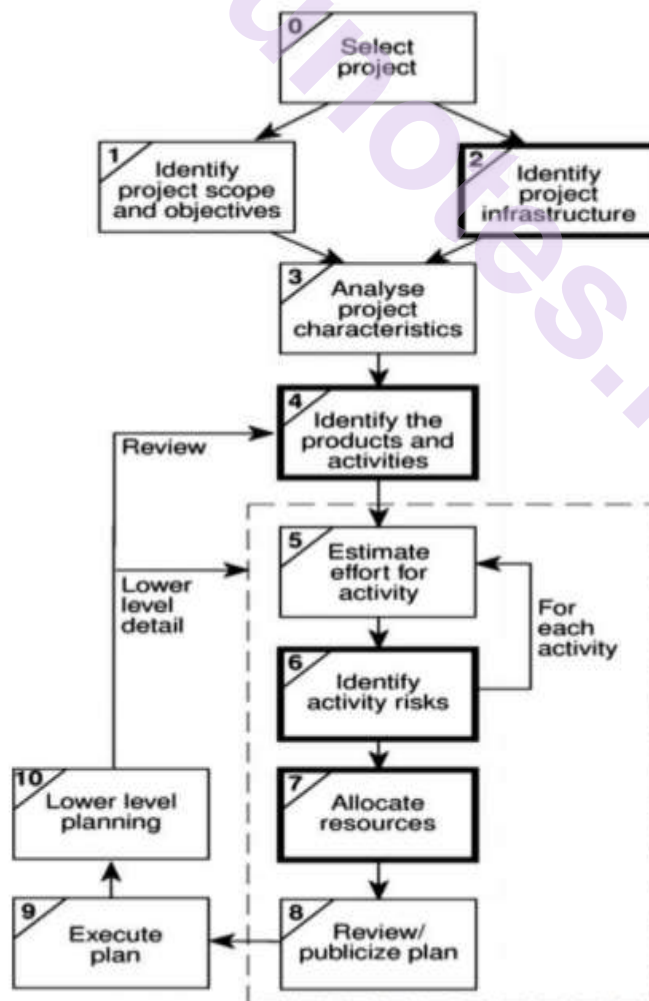 0
Select
project
1
Identify
project scope
and objectives
2
Identify
project
infrastructure
3
Analyse
project
characteristics
4
Identify the
products and
activities
Review
5
Estimate
effort for
activity
Lower
level
detail
For
each
activity
6
Identify
activity risks
7
Allocate
resources
10
Lower level
planning
9
Execute
plan
8
Review/
publicize plan